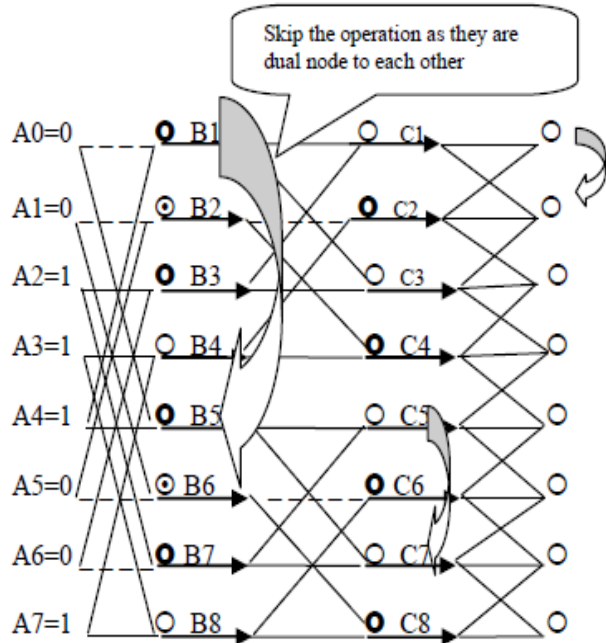 Skip the operation as they are
dual node to each other
A0=0 B1 C1
A1=0 B2 C2
A2=1 B3 C3
A3=1 B4 C4
A4=1 B5 C5
A5=0 B6 C6
A6=0 B7 C7
A7=1 B8 C8